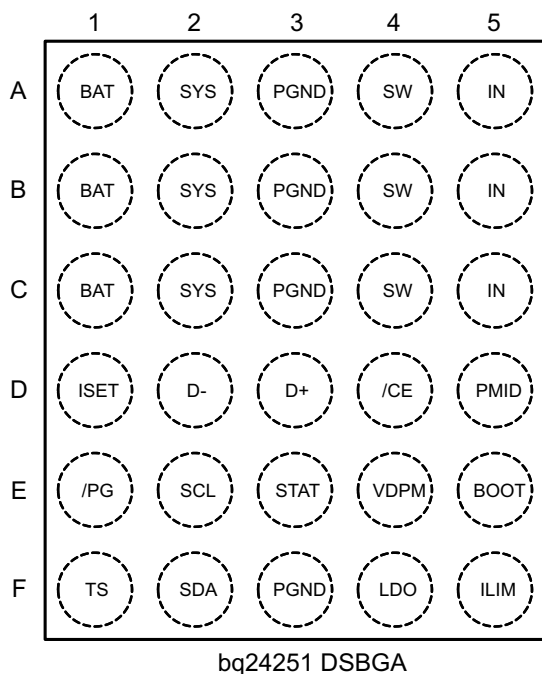 1 2 3 4 5
A BAT SYS PGND SW IN
B BAT SYS PGND SW IN
C BAT SYS PGND SW IN
D ISET D- D+ /CE PMID
E /PG SCL STAT VDPM BOOT
F TS SDA PGND LDO ILIM
bq24251 DSBGA